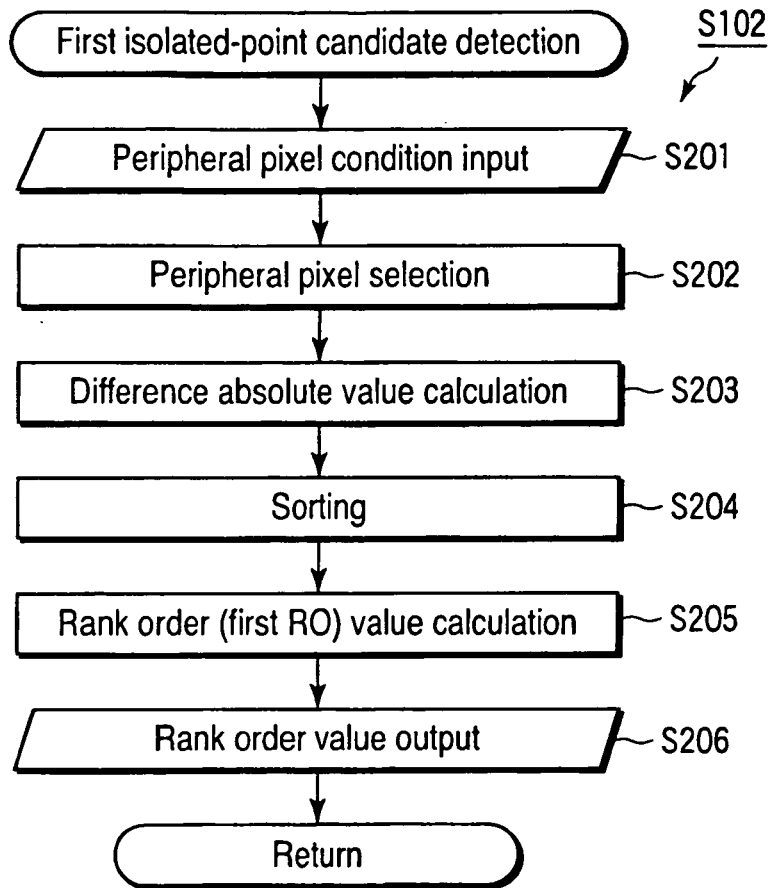 First isolated-point candidate detection
S102
Peripheral pixel condition input
S201
Peripheral pixel selection
S202
Difference absolute value calculation
S203
Sorting
S204
Rank order (first RO) value calculation
S205
Rank order value output
S206
Return